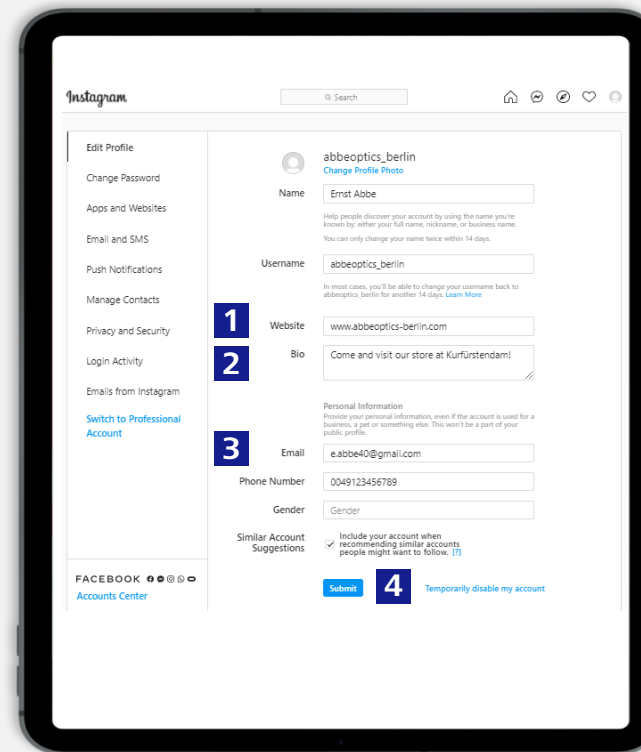 Instagram
Search
Edit Profile
Change Password
Apps and Websites
Email and SMS
Push Notifications
Manage Contacts
Privacy and Security
Login Activity
Emails from Instagram
Switch to Professional
Account
FACEBOOK
Accounts Center
abbeoptics_berlin
Change Profile Photo
Name
Ernst Abbe
Help people discover your account by using the name you're
known by: either your full name, nickname, or business name.
You can only change your name twice within 14 days.
Username
abbeoptics_berlin
In most cases, you'll be able to change your username back to
abbeoptics_berlin for another 14 days. Learn More
1
Website
www.abbeoptics-berlin.com
2
Bio
Come and visit our store at Kurfürstendam!
Personal Information
Provide your personal information, even if the account is used for a
business, a pet or something else. This won't be a part of your
public profile.
3
Email
e.abbe40@gmail.com
Phone Number
0049123456789
Gender
Gender
Similar Account
Suggestions
Include your account when
recommending similar accounts
people might want to follow. [?]
Submit
4
Temporarily disable my account